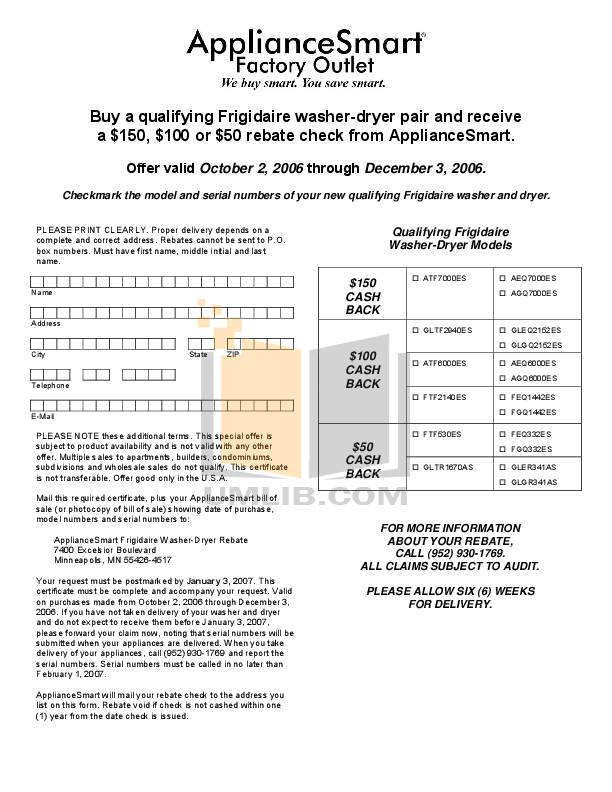 ApplianceSmart®
Factory Outlet
We buy smart. You save smart.
Buy a qualifying Frigidaire washer-dryer pair and receive
a $150, $100 or $50 rebate check from ApplianceSmart.
Offer valid October 2, 2006 through December 3, 2006.
Checkmark the model and serial numbers of your new qualifying Frigidaire washer and dryer.
PLEASE PRINT CLEARLY. Proper delivery depends on a
complete and correct address. Rebates cannot be sent to P.O.
box numbers. Must have first name, middle initial and last
name.
Name
Address
City State ZIP
Telephone
E-Mail
PLEASE NOTE these additional terms. This special offer is
subject to product availability and is not valid with any other
offer. Multiple sales to apartments, builders, condominiums,
subdivisions and wholesale sales do not qualify. This certificate
is not transferable. Offer good only in the U.S.A.
Mail this required certificate, plus your ApplianceSmart bill of
sale (or photocopy of bill of sale) showing date of purchase,
model numbers and serial numbers to:
ApplianceSmart Frigidaire Washer-Dryer Rebate
7400 Excelsior Boulevard
Minneapolis, MN 55426-4517
Your request must be postmarked by January 3, 2007. This
certificate must be complete and accompany your request. Valid
on purchases made from October 2, 2006 through December 3,
2006. If you have not taken delivery of your washer and dryer
and do not expect to receive them before January 3, 2007,
please forward your claim now, noting that serial numbers will be
submitted when your appliances are delivered. When you take
delivery of your appliances, call (952) 930-1769 and report the
serial numbers. Serial numbers must be called in no later than
February 1, 2007.
ApplianceSmart will mail your rebate check to the address you
list on this form. Rebate void if check is not cashed within one
(1) year from the date check is issued.
Qualifying Frigidaire
Washer-Dryer Models
$150
CASH
BACK
ATF7000ES AEQ7000ES
AGQ7000ES
$100
CASH
BACK
GLTF2940ES GLEQ2152ES
GLGQ2152ES
ATF6000ES AEQ6000ES
AGQ6000ES
FTF2140ES FEQ1442ES
FGQ1442ES
$50
CASH
BACK
FTF530ES FEQ332ES
FGQ332ES
GLTR1670AS GLER341AS
GLGR341AS
FOR MORE INFORMATION
ABOUT YOUR REBATE,
CALL (952) 930-1769.
ALL CLAIMS SUBJECT TO AUDIT.
PLEASE ALLOW SIX (6) WEEKS
FOR DELIVERY.
UMLIB.COM